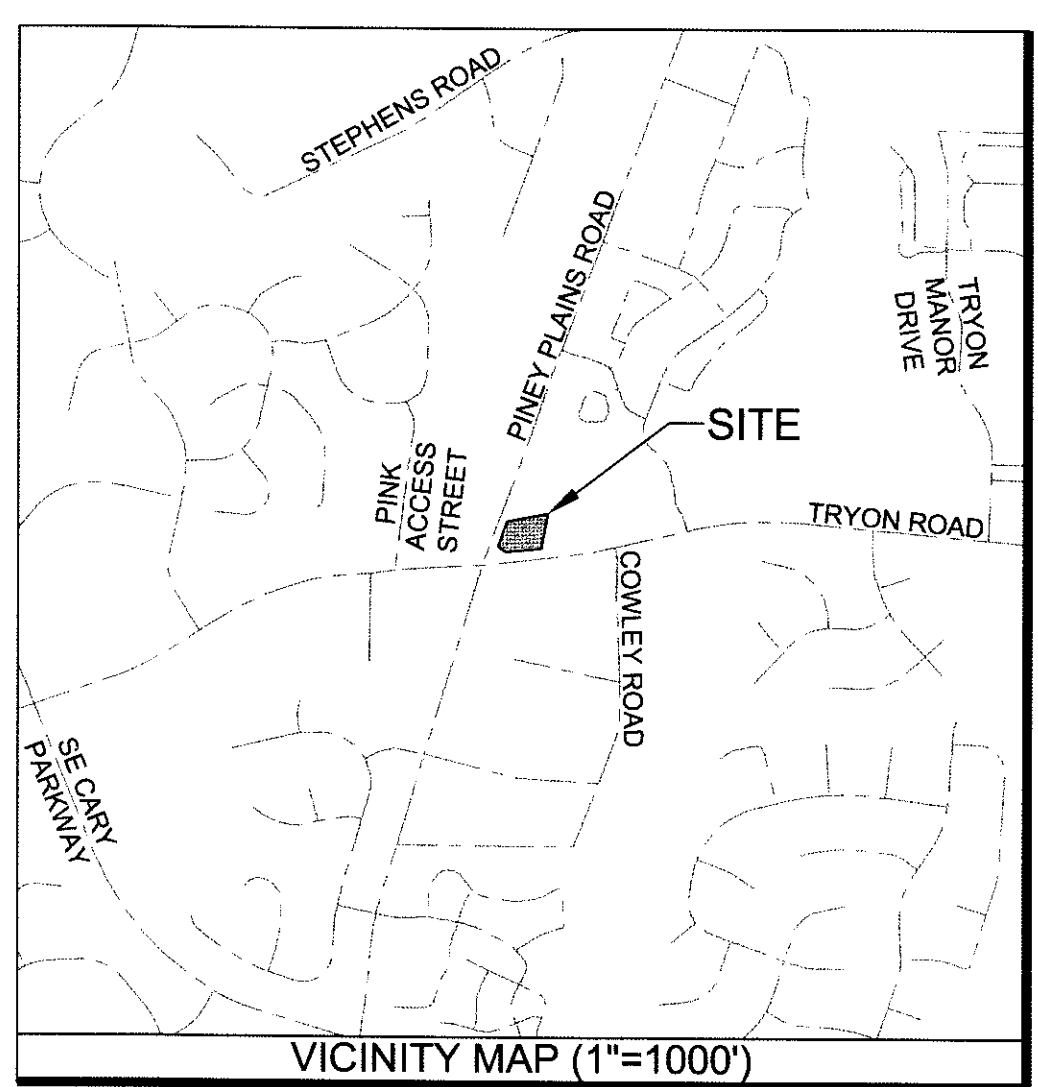 STEPHENS ROAD
PINEY PLAINS ROAD
TRYON
MANOR
DRIVE
SITE
PINK
ACCESS
STREET
TRYON ROAD
COWLEY ROAD
SE CARY
PARKWAY
VICINITY MAP (1"=1000')